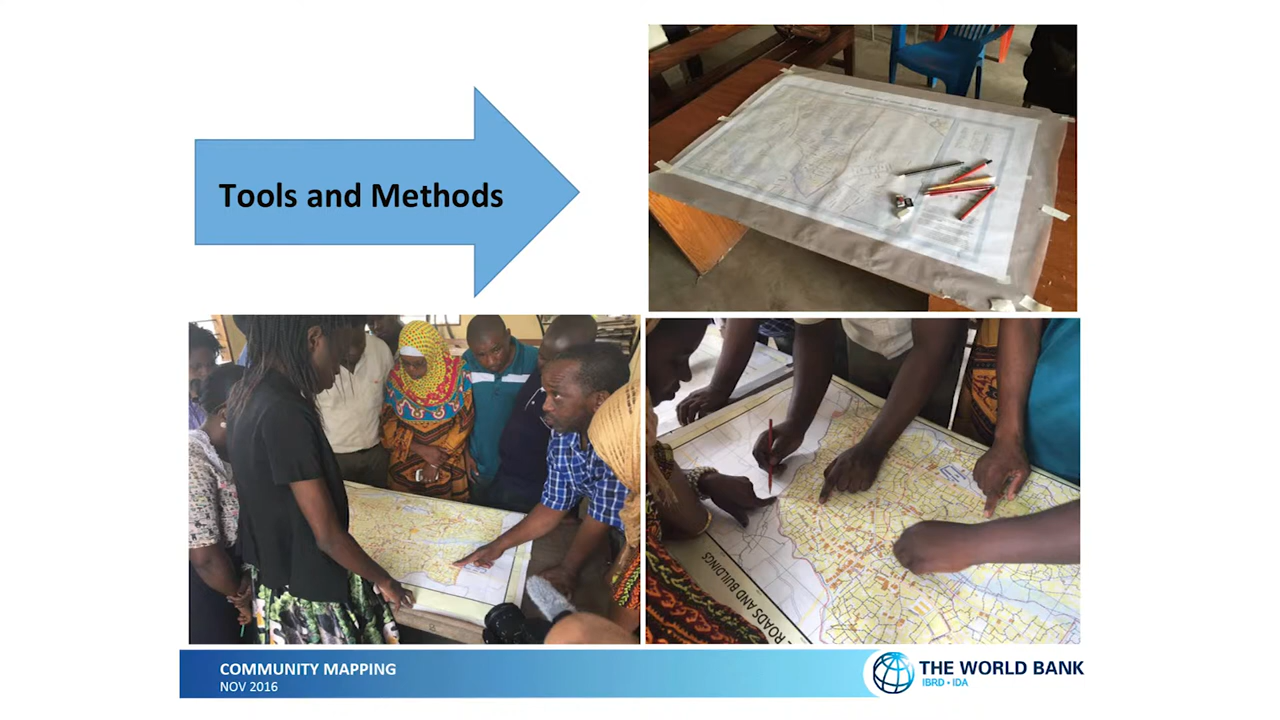 Tools and Methods
ROADS AND BUILDINGS
COMMUNITY MAPPING
NOV 2016
THE WORLD BANK
IBRD • IDA